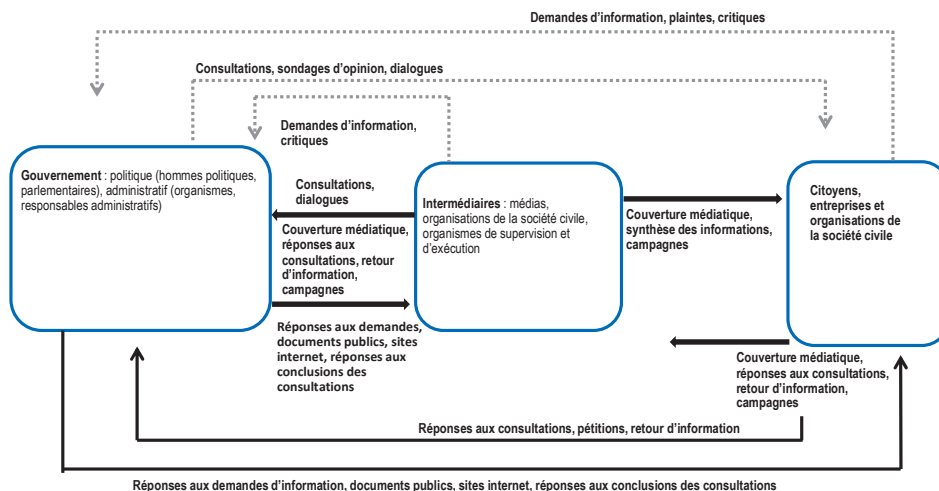 Demandes d’information, plaintes, critiques
Consultations, sondages d’opinion, dialogues
Demandes d’information,
critiques
Gouvernement : politique (hommes politiques,
parlementaires), administratif (organismes,
responsables administratifs)
Consultations,
dialogues
Couverture médiatique,
réponses aux
consultations, retour
d’information,
campagnes
Intermédiaires : médias,
organisations de la société civile,
organismes de supervision et
d’exécution
Couverture médiatique,
synthèse des informations,
campagnes
Citoyens,
entreprises et
organisations de
la société civile
Réponses aux demandes,
documents publics, sites
internet, réponses aux
conclusions des
consultations
Couverture médiatique,
réponses aux consultations,
retour d’information,
campagnes
Réponses aux consultations, pétitions, retour d’information
Réponses aux demandes d’information, documents publics, sites internet, réponses aux conclusions des consultations